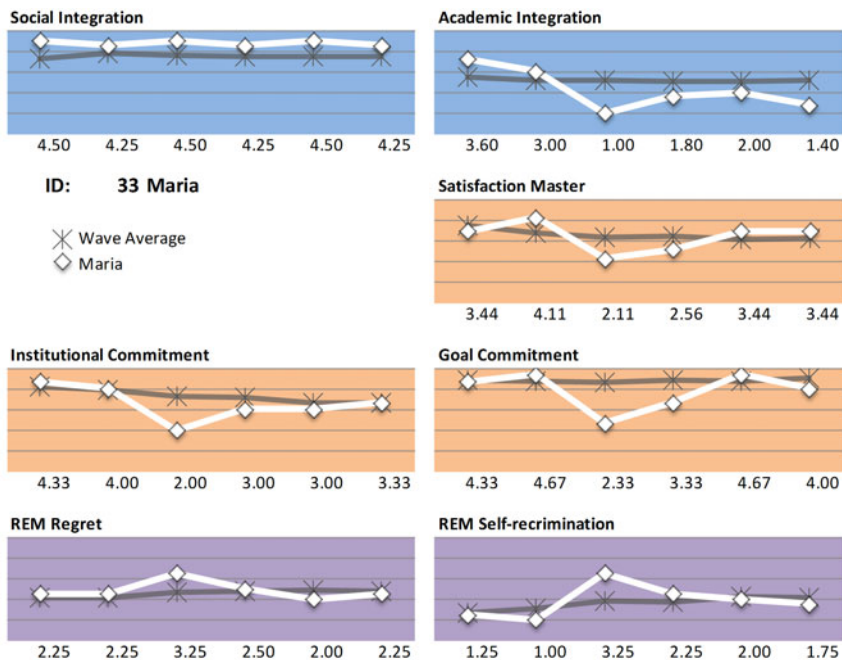 Social Integration
4.50 4.25 4.50 4.25 4.50 4.25
Academic Integration
3.60 3.00 1.00 1.80 2.00 1.40
ID: 33 Maria
Wave Average
Maria
Satisfaction Master
3.44 4.11 2.11 2.56 3.44 3.44
Institutional Commitment
4.33 4.00 2.00 3.00 3.00 3.33
Goal Commitment
4.33 4.67 2.33 3.33 4.67 4.00
REM Regret
2.25 2.25 3.25 2.50 2.00 2.25
REM Self-recrimination
1.25 1.00 3.25 2.25 2.00 1.75